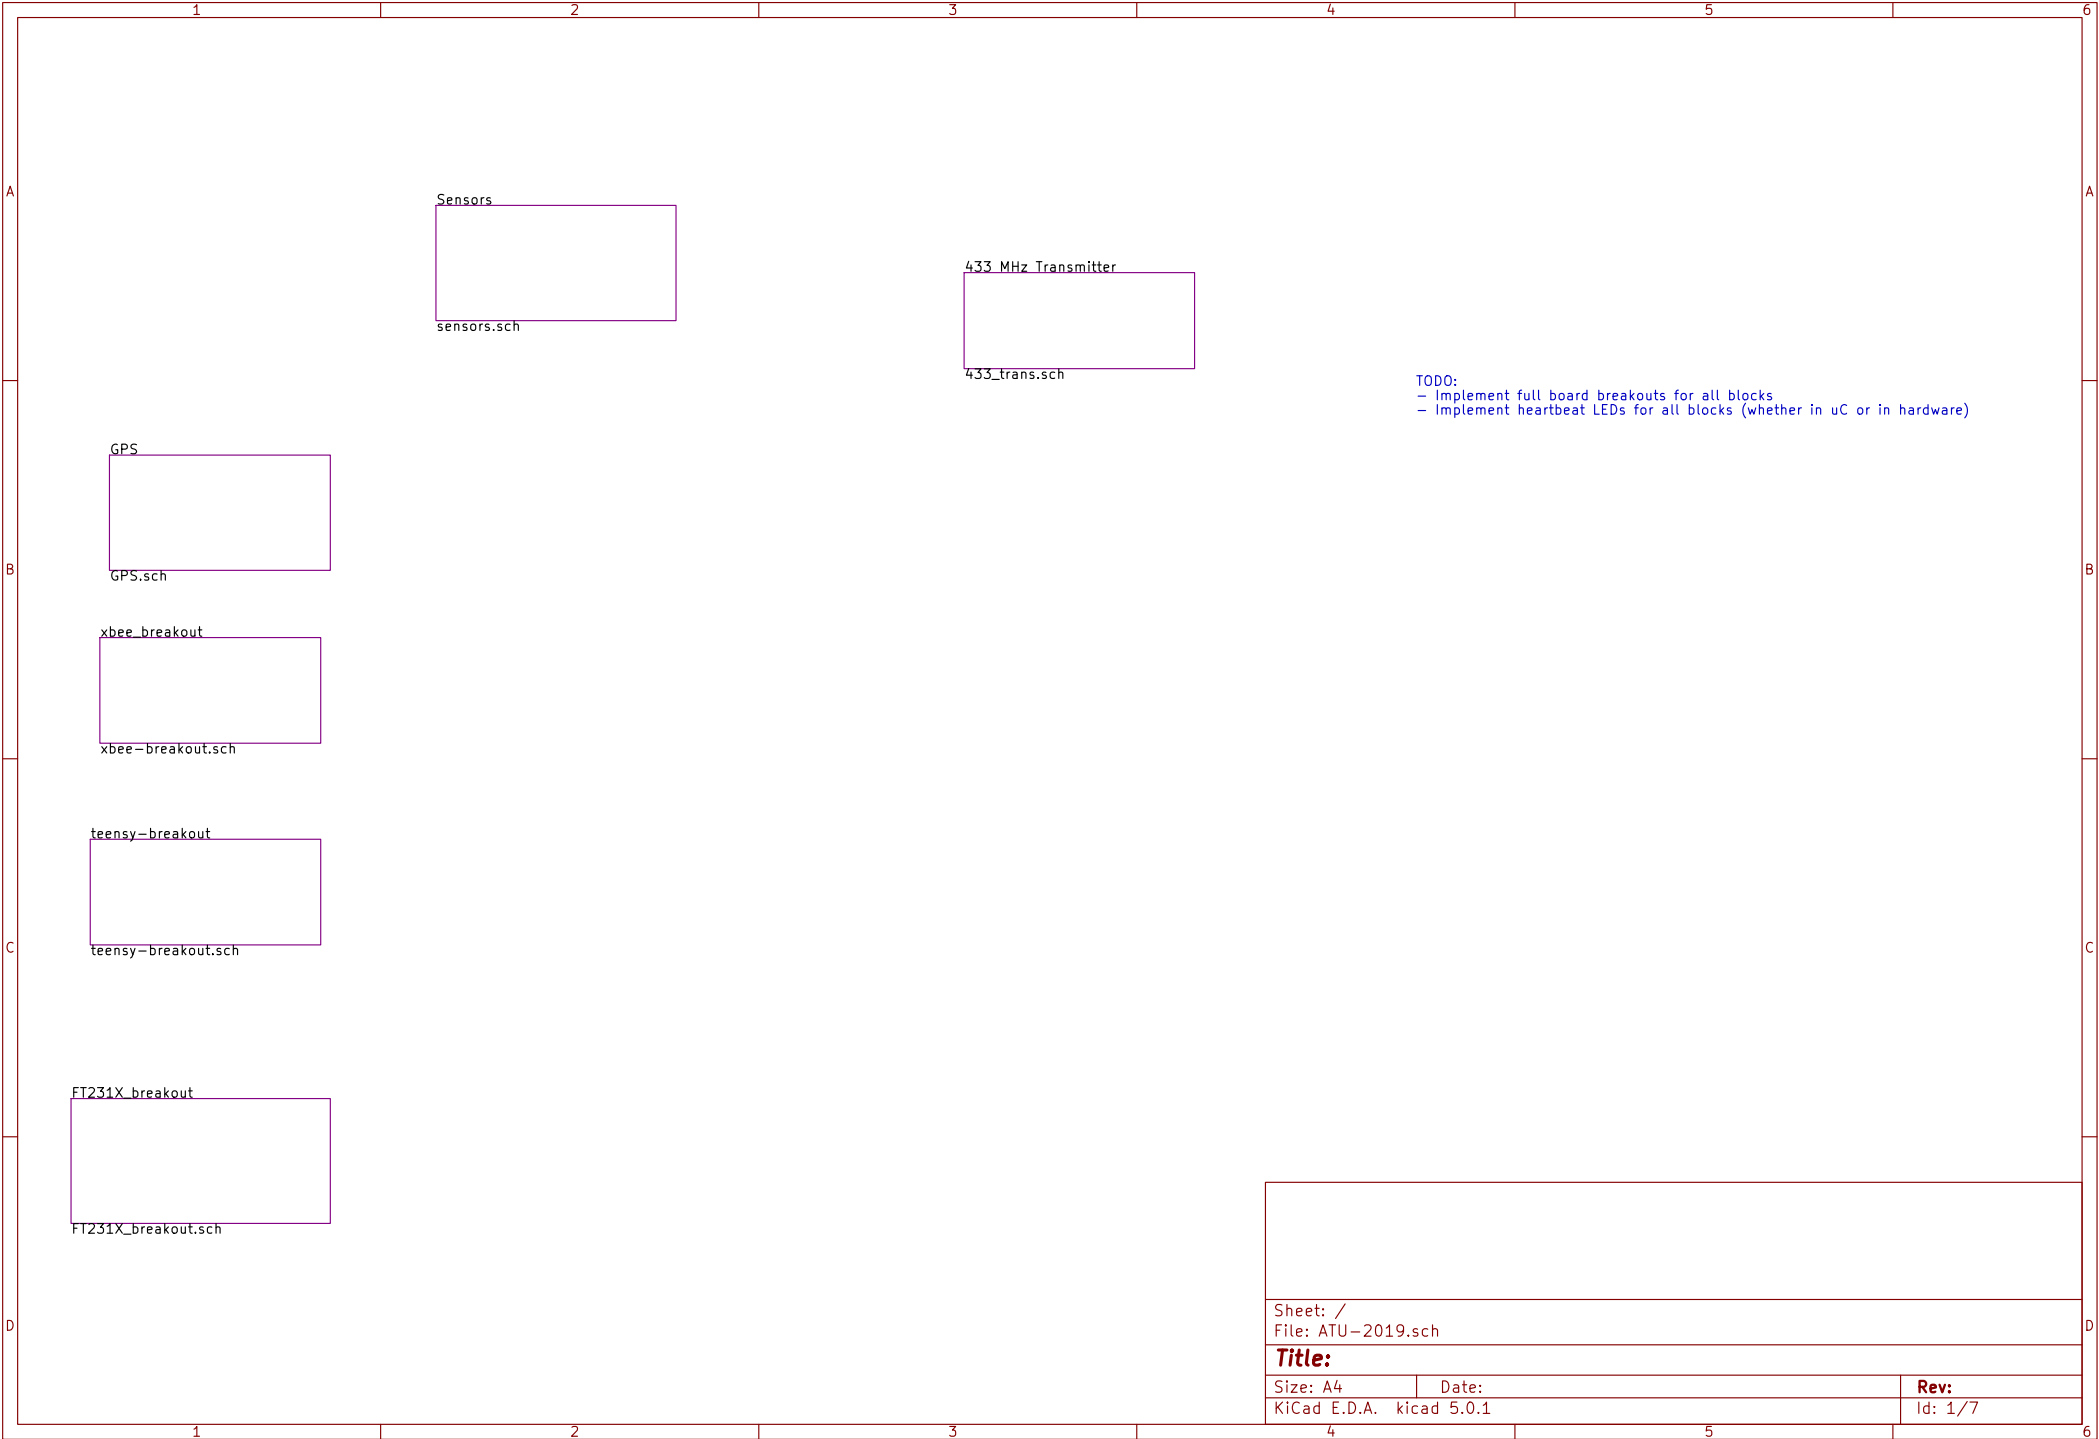 1 2 3 4 5 6
A A
Sensors
sensors.sch
433 MHz Transmitter
433_trans.sch
TODO:
- Implement full board breakouts for all blocks
- Implement heartbeat LEDs for all blocks (whether in uC or in hardware)
GPS
GPS.sch
B B
xbee_breakout
xbee-breakout.sch
teensy-breakout
teensy-breakout.sch
C C
FT231X_breakout
FT231X_breakout.sch
Sheet: /
File: ATU-2019.sch
D D
Title:
Size: A4 Date: Rev:
KiCad E.D.A. kicad 5.0.1 Id: 1/7
1 2 3 4 5 6